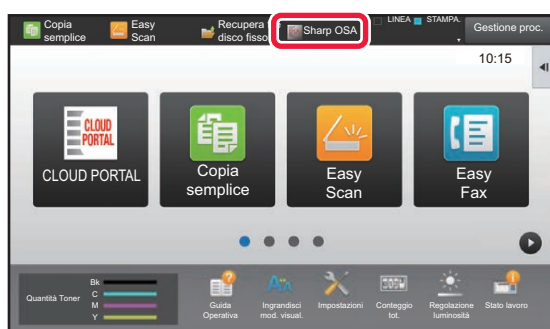 Copia
semplice
Easy
Scan
Recupera
disco fisso
Sharp OSA
LINEA
STAMPA.
Gestione proc.
10:15
CLOUD
PORTAL
CLOUD PORTAL
Copia
semplice
Easy
Scan
Easy
Fax
Quantità Toner
Bk
C
M
Y
Guida
Operativa
Ingrandisci
mod. visual.
Impostazioni
Conteggio
tot.
Regolazione
luminosità
Stato lavoro